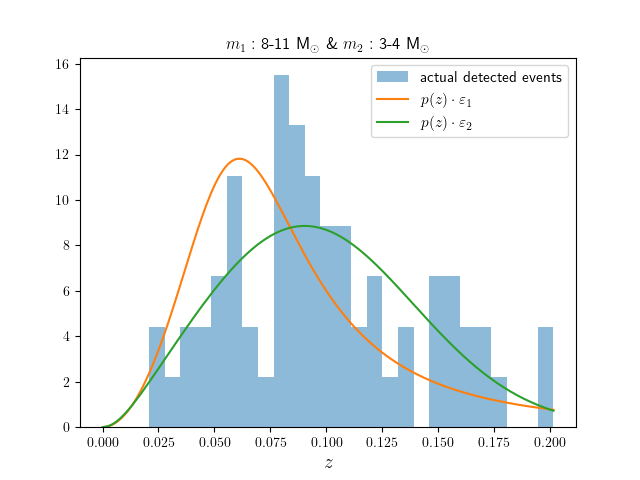 m₁ : 8-11 M⊙ & m₂ : 3-4 M⊙
actual detected events
p(z) · ε₁
p(z) · ε₂
16
14
12
10
8
6
4
2
0
0.000 0.025 0.050 0.075 0.100 0.125 0.150 0.175 0.200
z